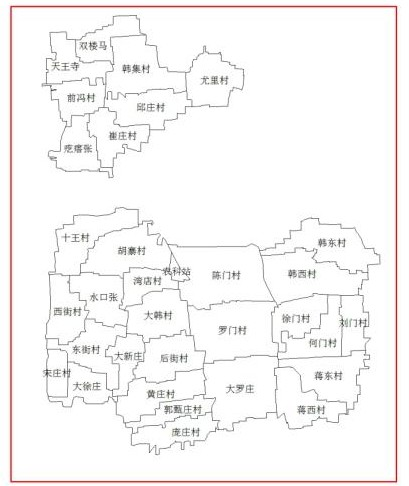 双楼马
天王寺
韩集村
尤里村
前冯村
邱庄村
崔庄村
疙瘩张
十王村
胡寨村
韩东村
农科站
陈门村
韩西村
湾店村
水口张
西街村
大韩村
徐门村
刘门村
罗门村
何门村
东街村
大新庄
后街村
宋庄村
大徐庄
蒋东村
黄庄村
大罗庄
郭甄庄村
蒋西村
庞庄村